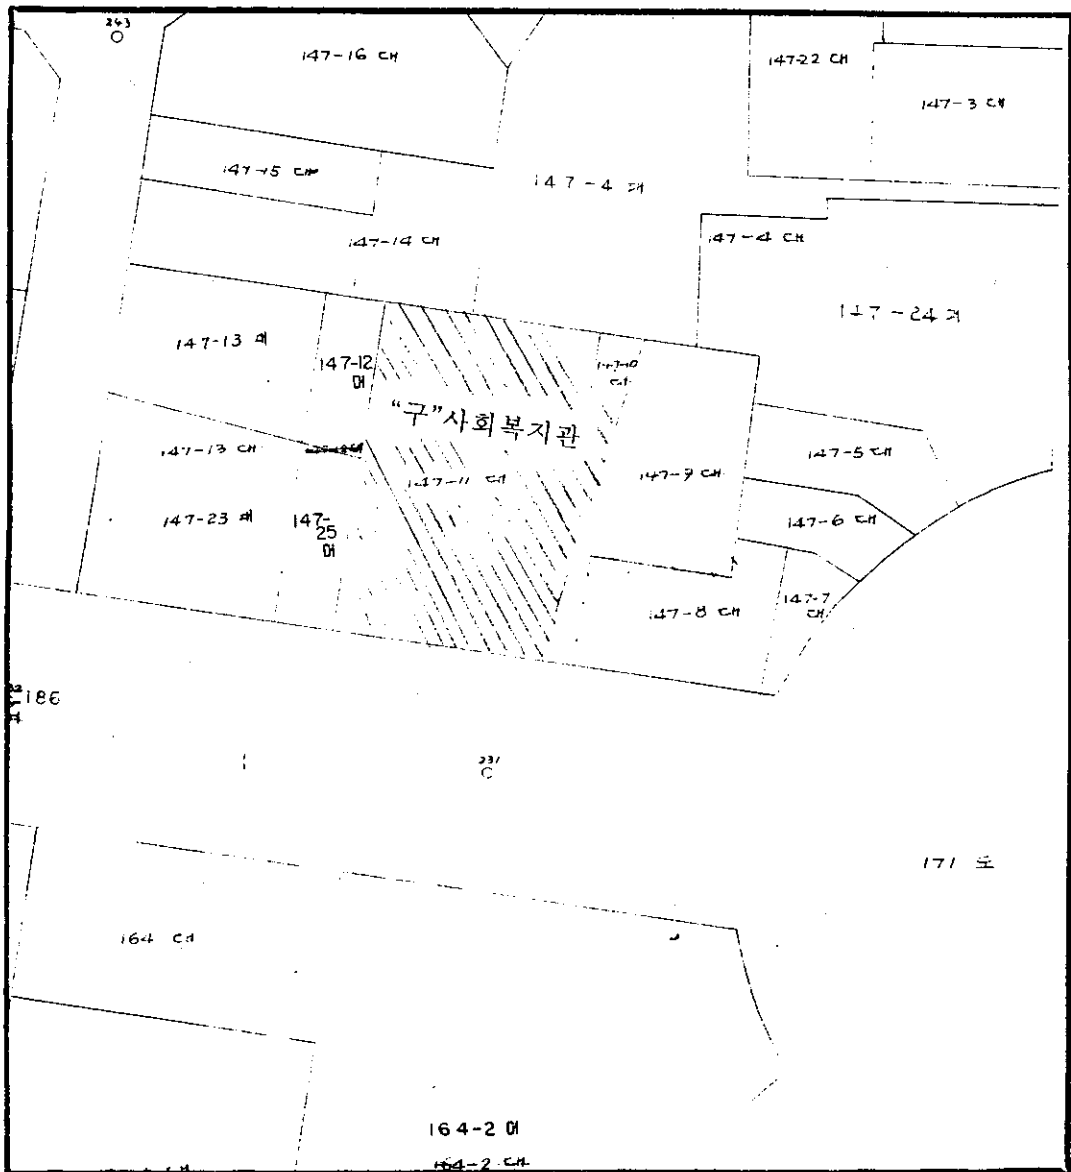 243
147-16 대
147-22 대
147-3 대
147-15 대
147-4 대
147-14 대
147-4 대
147-24 대
147-13 대
147-12
대
147-10
대
“구”사회복지관
147-13 대
147-11 대
147-9 대
147-5 대
147-23 대
147-
25
대
147-6 대
147-8 대
147-7
대
186
231
171 도
164 대
164-2 대
164-2 대